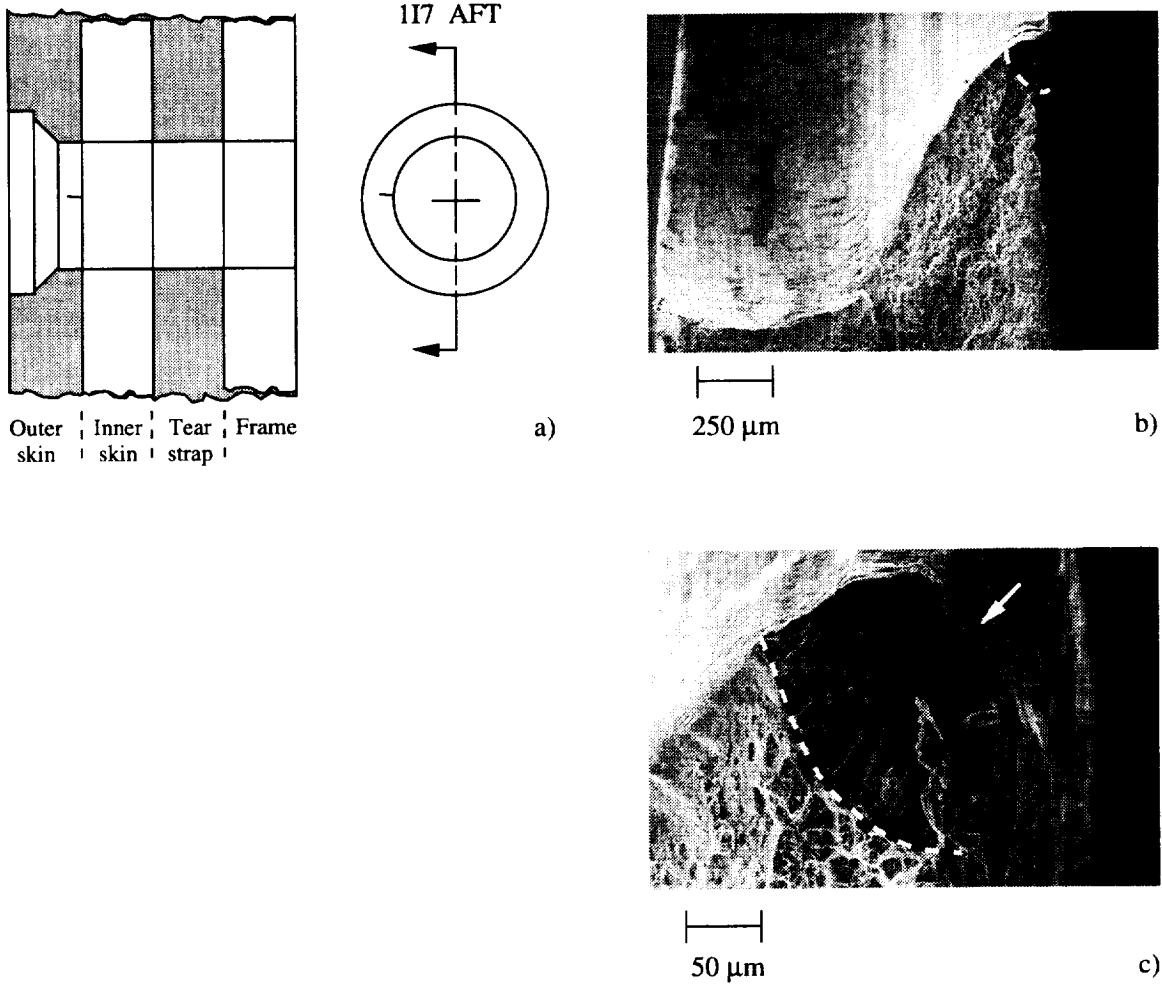 1I7 AFT
Outer skin
Inner skin
Tear strap
Frame
a)
250 μm
b)
50 μm
c)